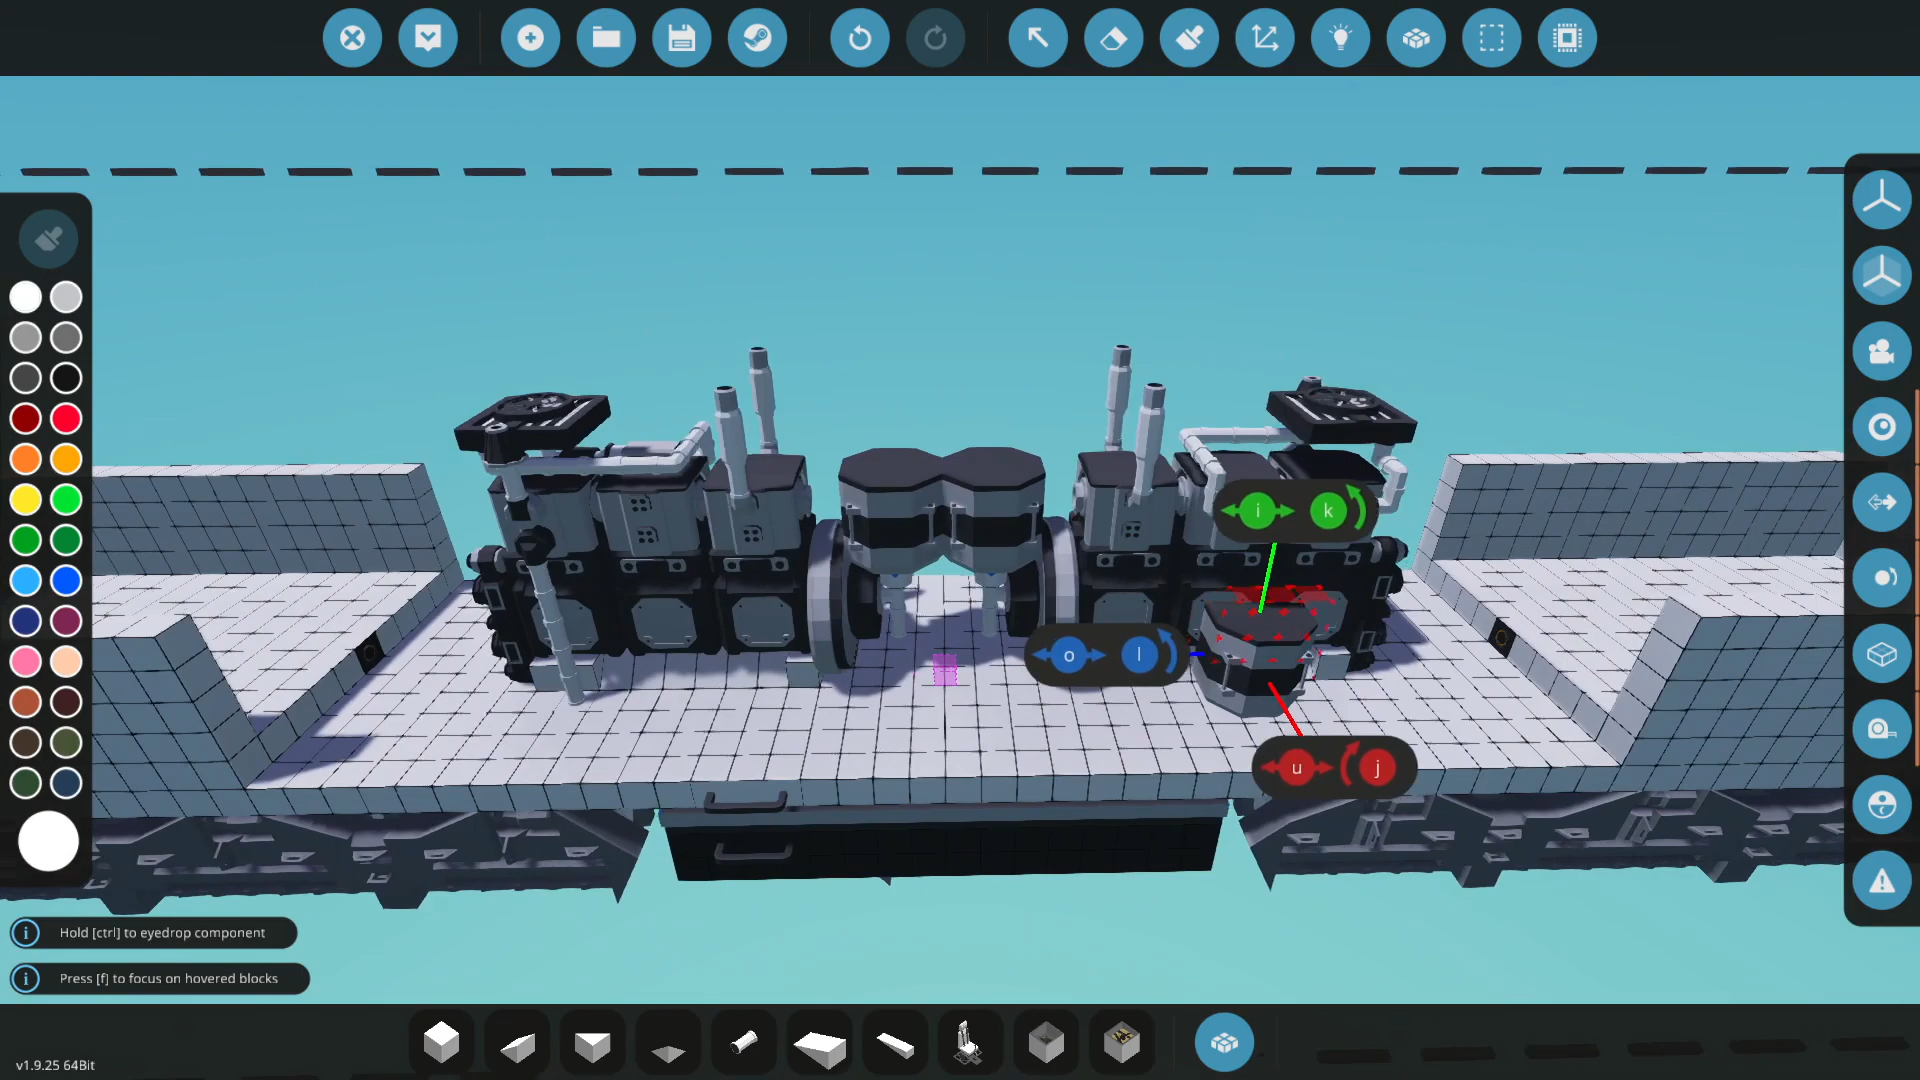 i k
o l
u j
Hold [ctrl] to eyedrop component
Press [f] to focus on hovered blocks
v1.9.25 64Bit